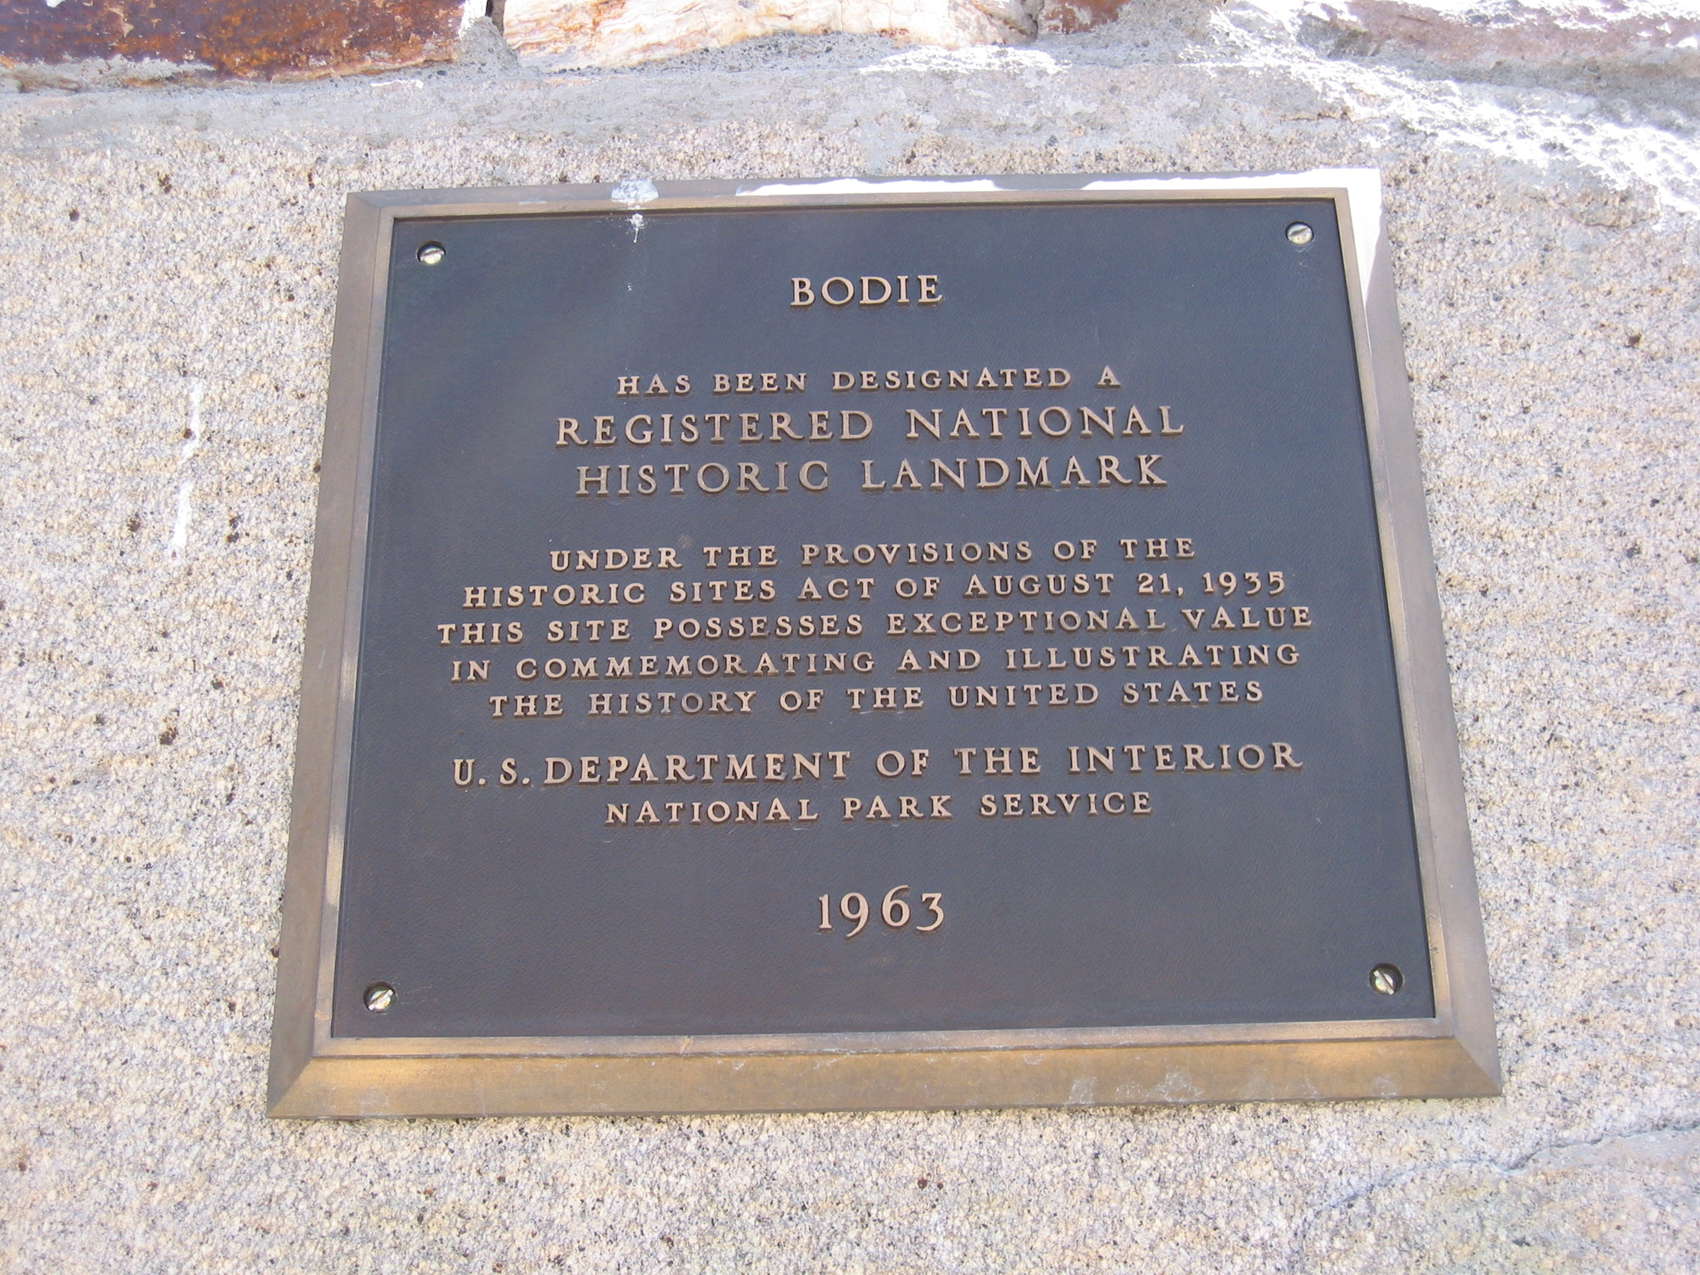 BODIE
HAS BEEN DESIGNATED A
REGISTERED NATIONAL
HISTORIC LANDMARK
UNDER THE PROVISIONS OF THE
HISTORIC SITES ACT OF AUGUST 21, 1935
THIS SITE POSSESSES EXCEPTIONAL VALUE
IN COMMEMORATING AND ILLUSTRATING
THE HISTORY OF THE UNITED STATES
U. S. DEPARTMENT OF THE INTERIOR
NATIONAL PARK SERVICE
1963